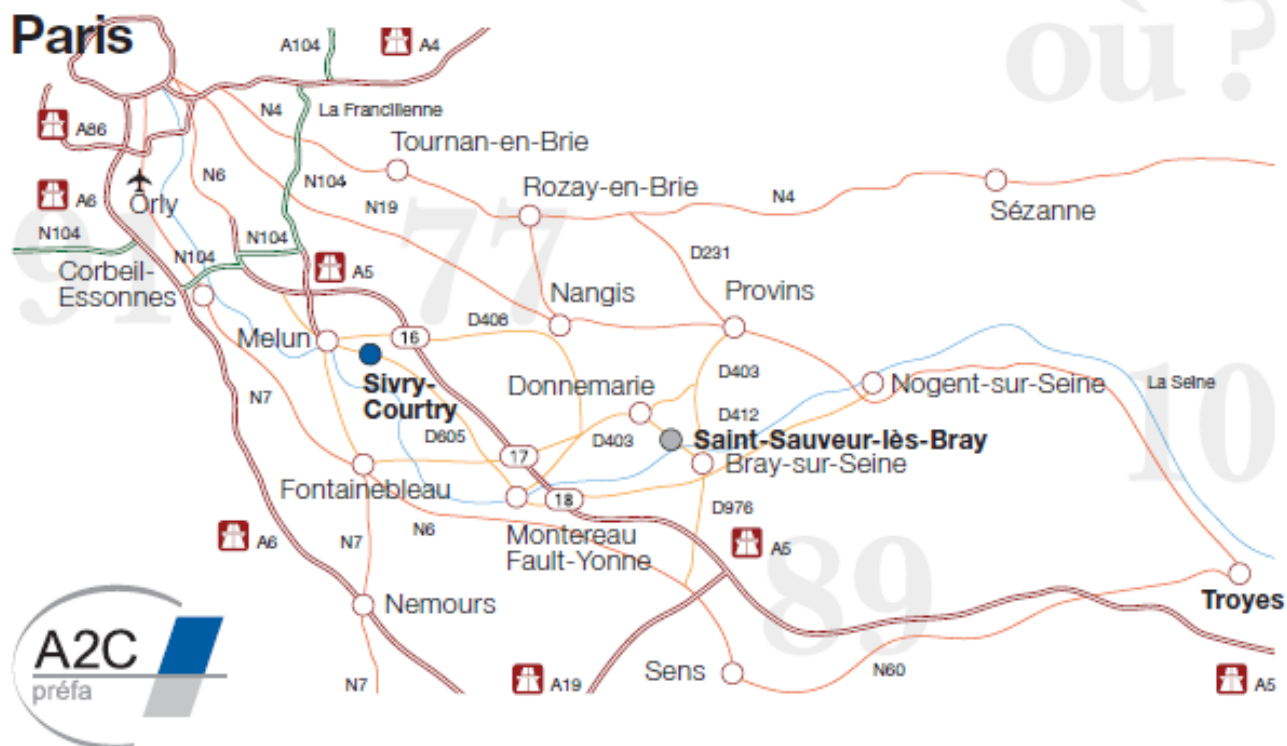 Paris
où ?
A104
A4
La Francilienne
N4
A86
Tournan-en-Brie
N6
N104
Rozay-en-Brie
A6
Orly
N19
N4
Sézanne
91
77
N104
N104
N104
D231
Corbeil-
Essonnes
A5
Nangis
Provins
Melun
16
D408
Sivry-
Courtry
Donnemarie
D403
Nogent-sur-Seine
La Seine
N7
D412
10
D605
D403
Saint-Sauveur-lès-Bray
17
Bray-sur-Seine
Fontainebleau
18
D976
N6
Montereau
Fault-Yonne
A6
N7
A5
89
Nemours
Troyes
A2C
préfa
Sens
N60
N7
A19
A5